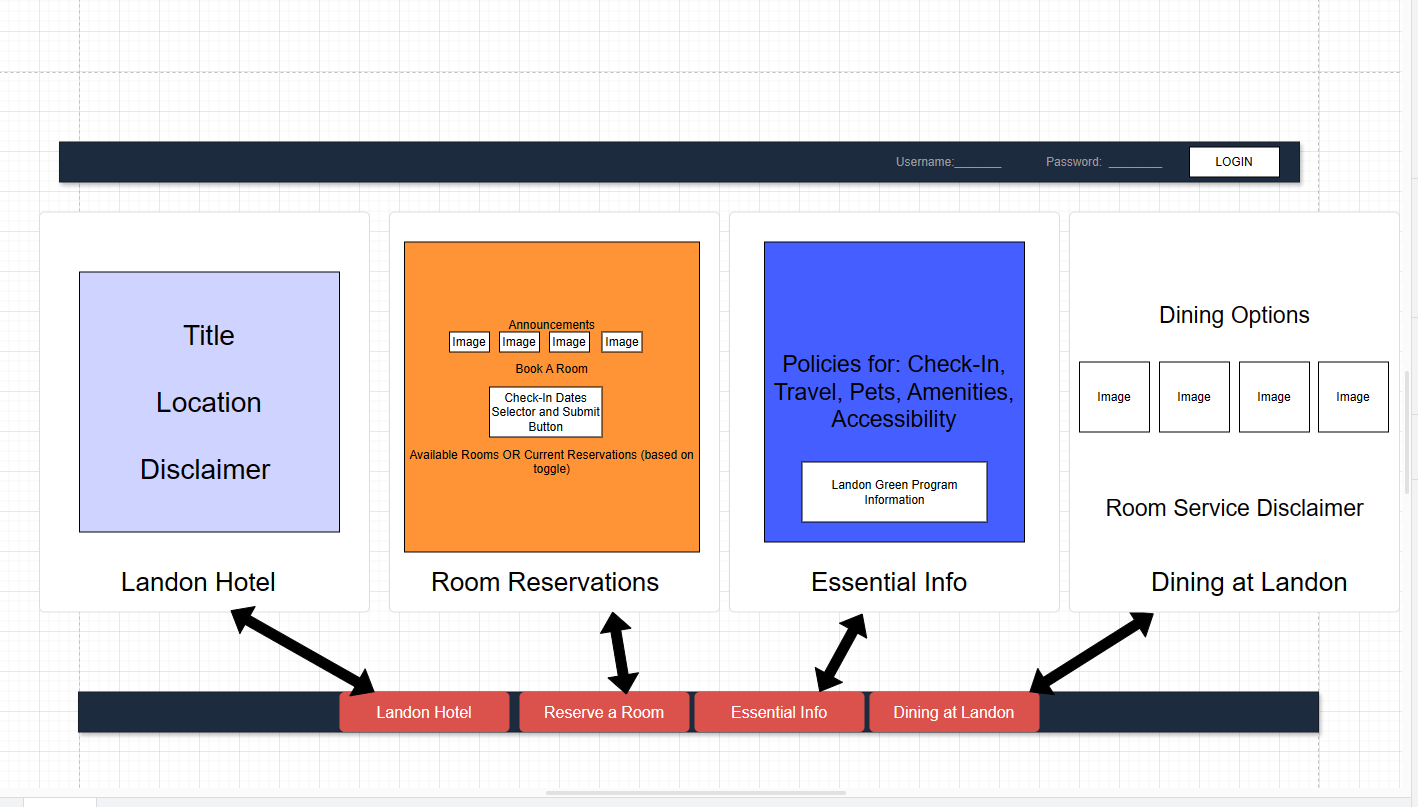 Username:_______ Password: ________ LOGIN
Title
Location
Disclaimer
Landon Hotel
Announcements
Image Image Image Image
Book A Room
Check-In Dates
Selector and Submit
Button
Available Rooms OR Current Reservations (based on
toggle)
Room Reservations
Policies for: Check-In,
Travel, Pets, Amenities,
Accessibility
Landon Green Program
Information
Essential Info
Dining Options
Image Image Image Image
Room Service Disclaimer
Dining at Landon
Landon Hotel Reserve a Room Essential Info Dining at Landon